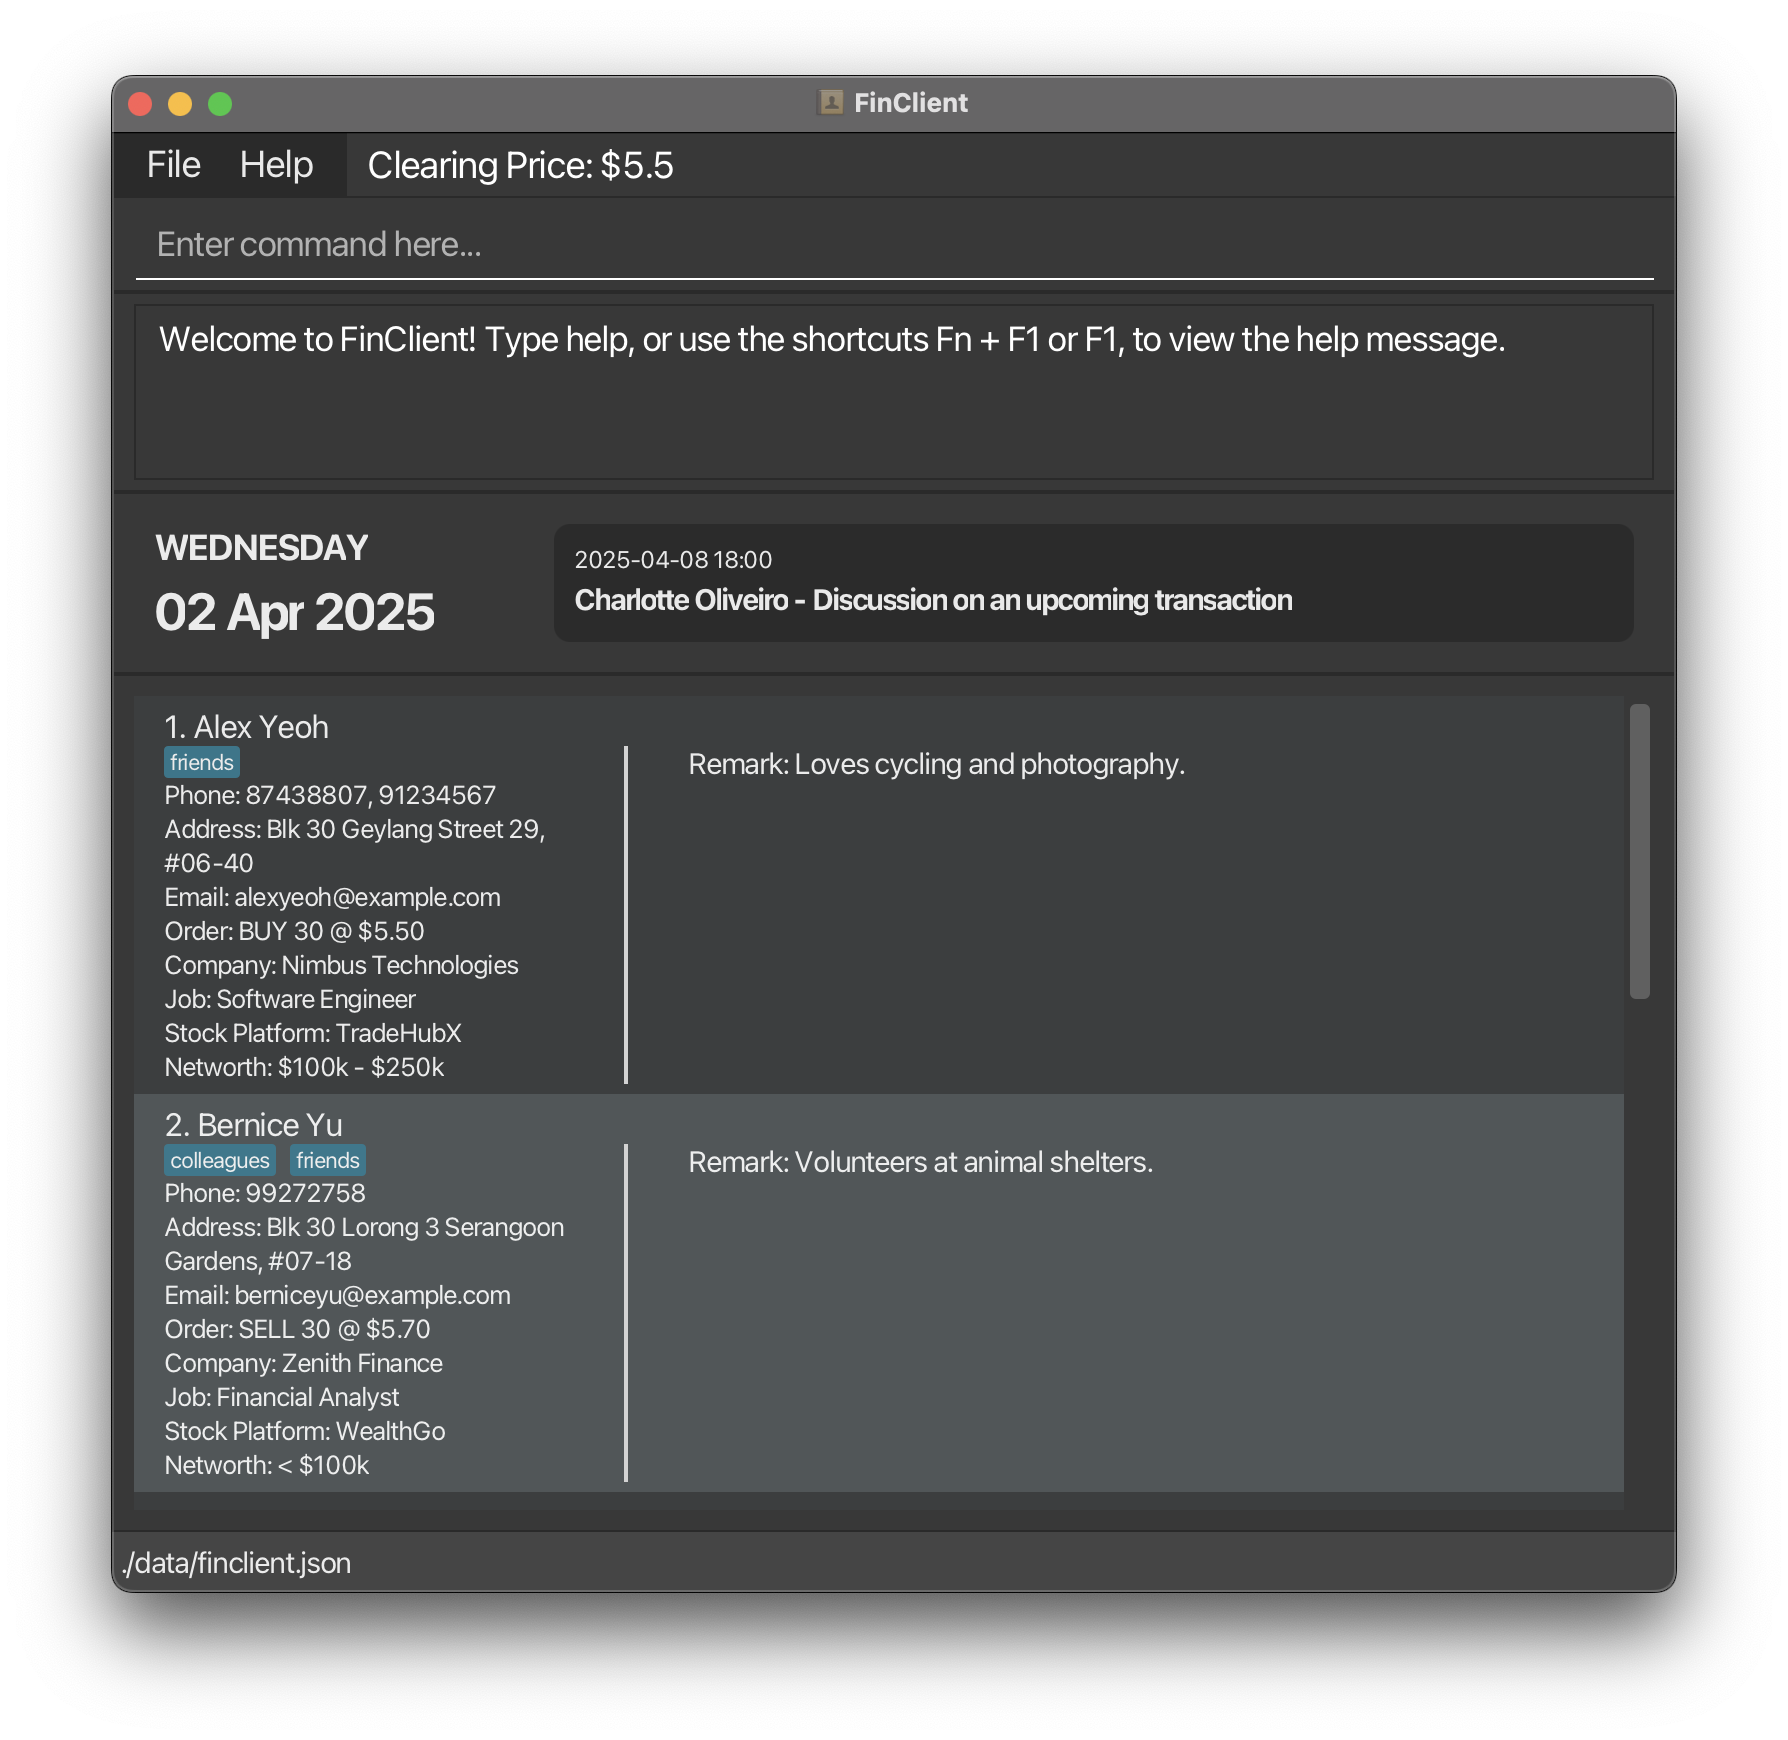 FinClient
File Help Clearing Price: $5.5
Enter command here...
Welcome to FinClient! Type help, or use the shortcuts Fn + F1 or F1, to view the help message.
WEDNESDAY
02 Apr 2025
2025-04-08 18:00
Charlotte Oliveiro - Discussion on an upcoming transaction
1. Alex Yeoh
friends
Phone: 87438807, 91234567
Address: Blk 30 Geylang Street 29,
#06-40
Email: alexyeoh@example.com
Order: BUY 30 @ $5.50
Company: Nimbus Technologies
Job: Software Engineer
Stock Platform: TradeHubX
Networth: $100k - $250k
Remark: Loves cycling and photography.
2. Bernice Yu
colleagues friends
Phone: 99272758
Address: Blk 30 Lorong 3 Serangoon
Gardens, #07-18
Email: berniceyu@example.com
Order: SELL 30 @ $5.70
Company: Zenith Finance
Job: Financial Analyst
Stock Platform: WealthGo
Networth: < $100k
Remark: Volunteers at animal shelters.
./data/finclient.json